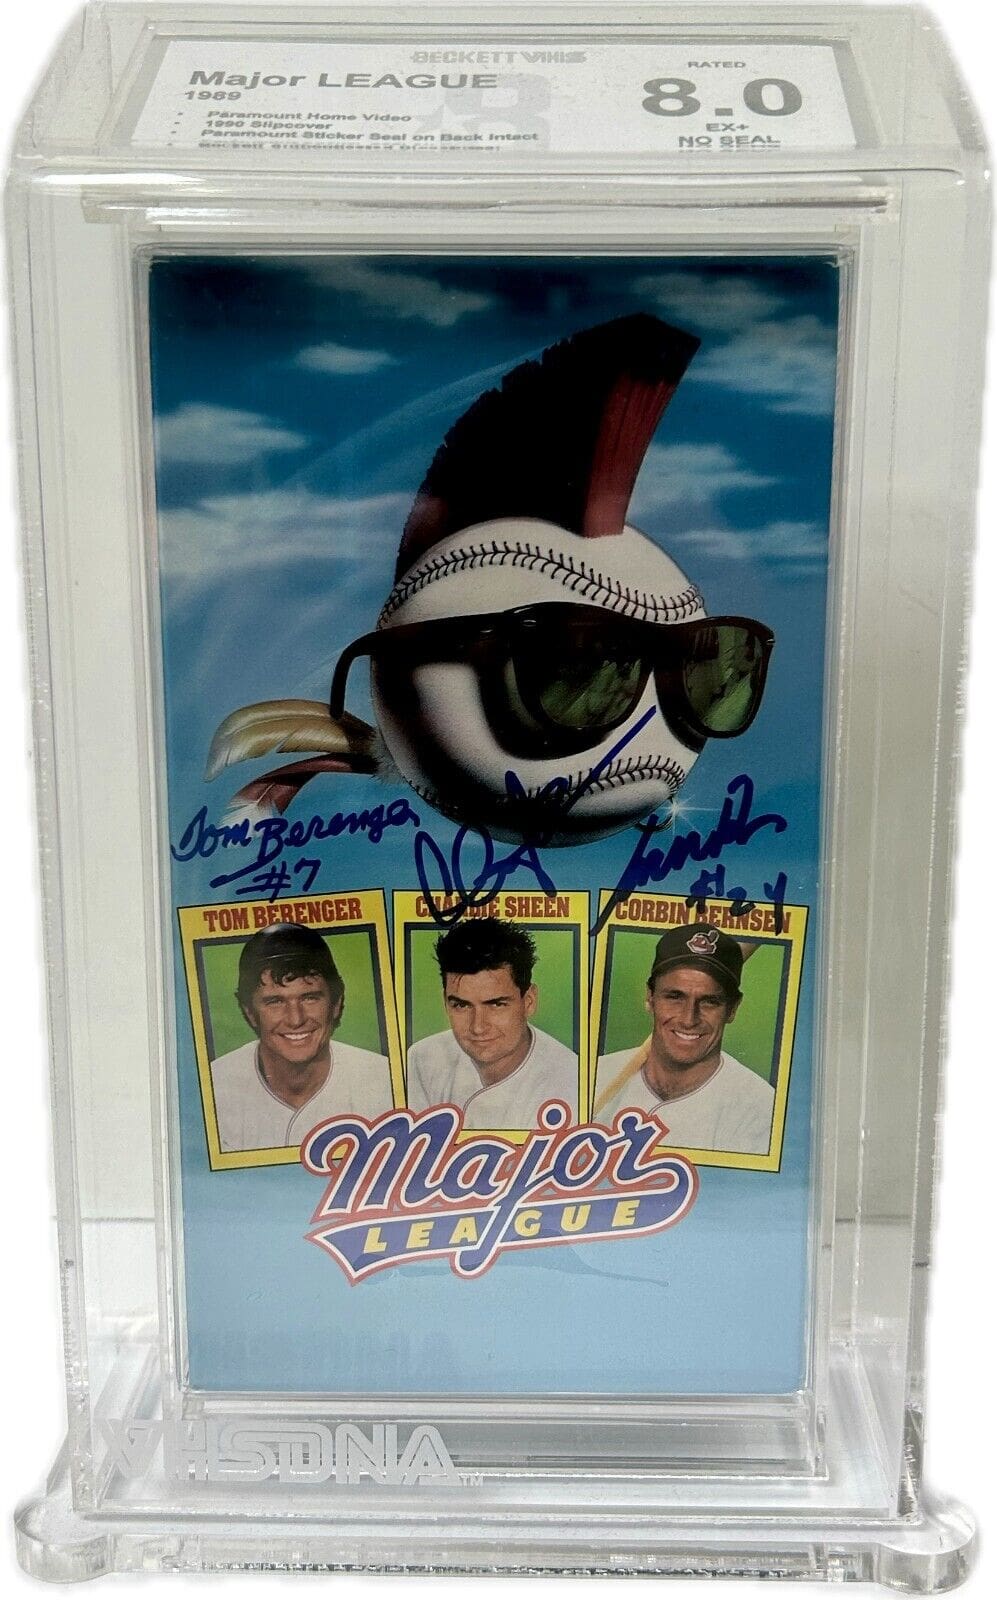 BECKETT VHS
Major LEAGUE
1989
RATED
8.0
EX+
NO SEAL
• Paramount Home Video
• 1990 Slipcover
• Paramount Sticker Seal on Back Intact
Tom Berenger
#7
#24
TOM BERENGER
CHARLIE SHEEN
CORBIN BERNSEN
Major
LEAGUE
VHSDNA™